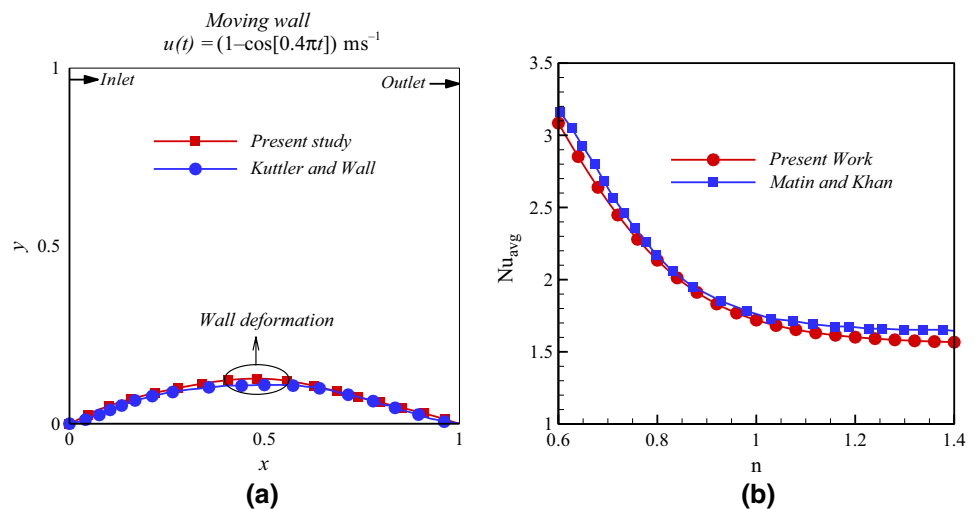 Moving wall
u(t) = (1–cos[0.4πt]) ms⁻¹
1
Inlet
Outlet
Present study
Kuttler and Wall
y
0.5
Wall deformation
0
0
0.5
1
x
(a)
3.5
3
Present Work
Matin and Khan
2.5
Nu_avg
2
1.5
1
0.6
0.8
1
1.2
1.4
n
(b)